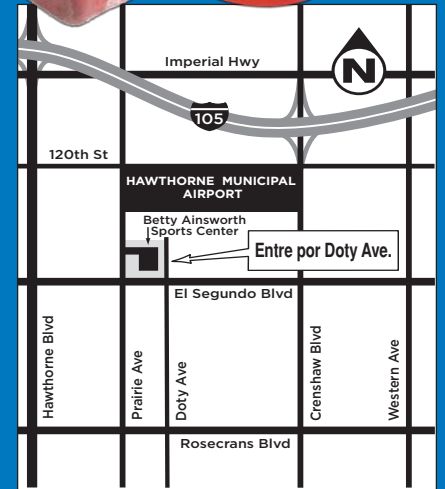 Imperial Hwy
N
105
120th St
HAWTHORNE MUNICIPAL
AIRPORT
Betty Ainsworth
Sports Center
Entre por Doty Ave.
El Segundo Blvd
Hawthorne Blvd
Prairie Ave
Doty Ave
Crenshaw Blvd
Western Ave
Rosecrans Blvd